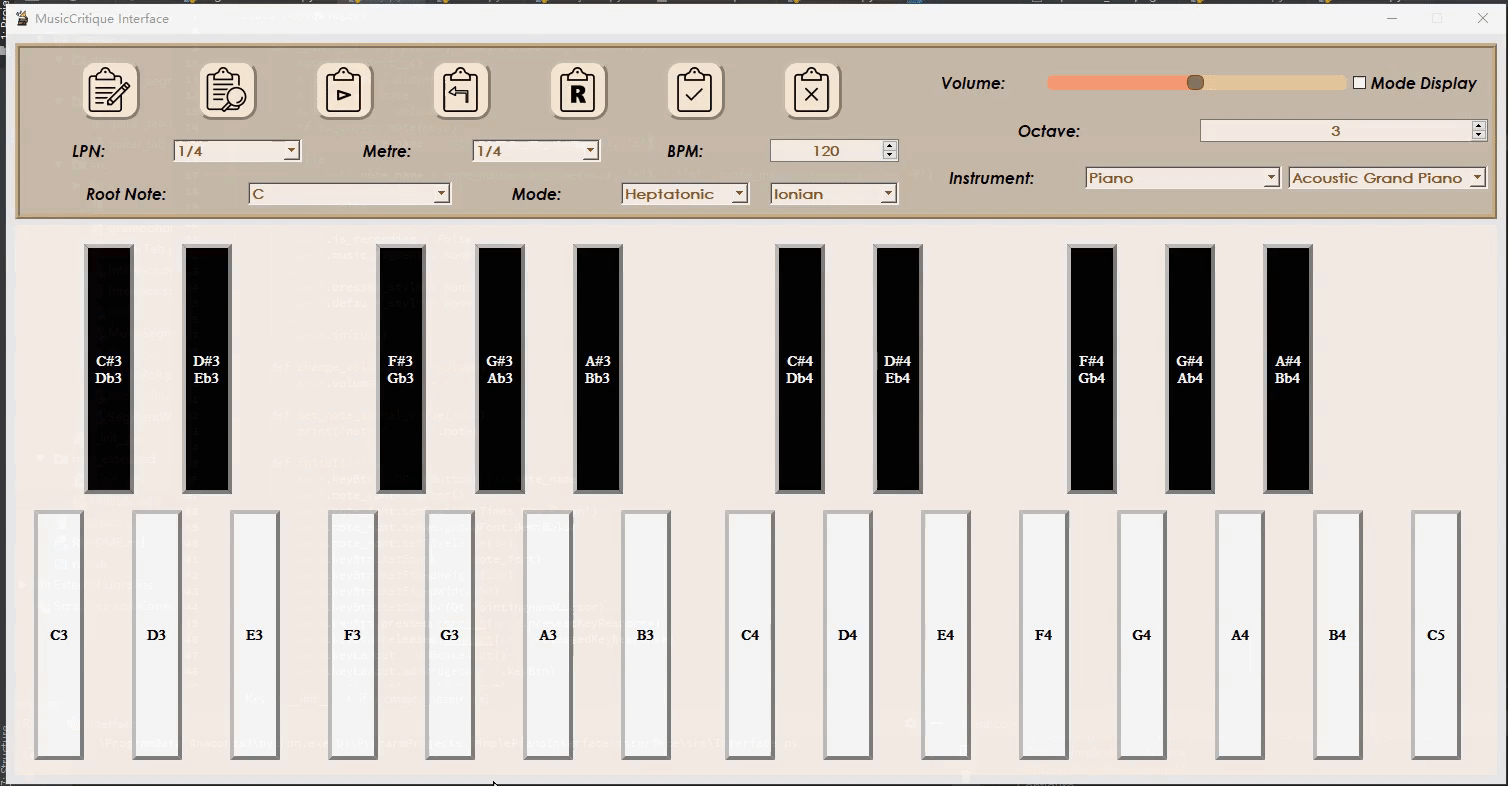 MusicCritique Interface
R
Volume:
Mode Display
LPN:
1/4
Metre:
1/4
BPM:
120
Octave:
3
Root Note:
C
Mode:
Heptatonic
Ionian
Instrument:
Piano
Acoustic Grand Piano
C#3
Db3
D#3
Eb3
F#3
Gb3
G#3
Ab3
A#3
Bb3
C#4
Db4
D#4
Eb4
F#4
Gb4
G#4
Ab4
A#4
Bb4
C3
D3
E3
F3
G3
A3
B3
C4
D4
E4
F4
G4
A4
B4
C5